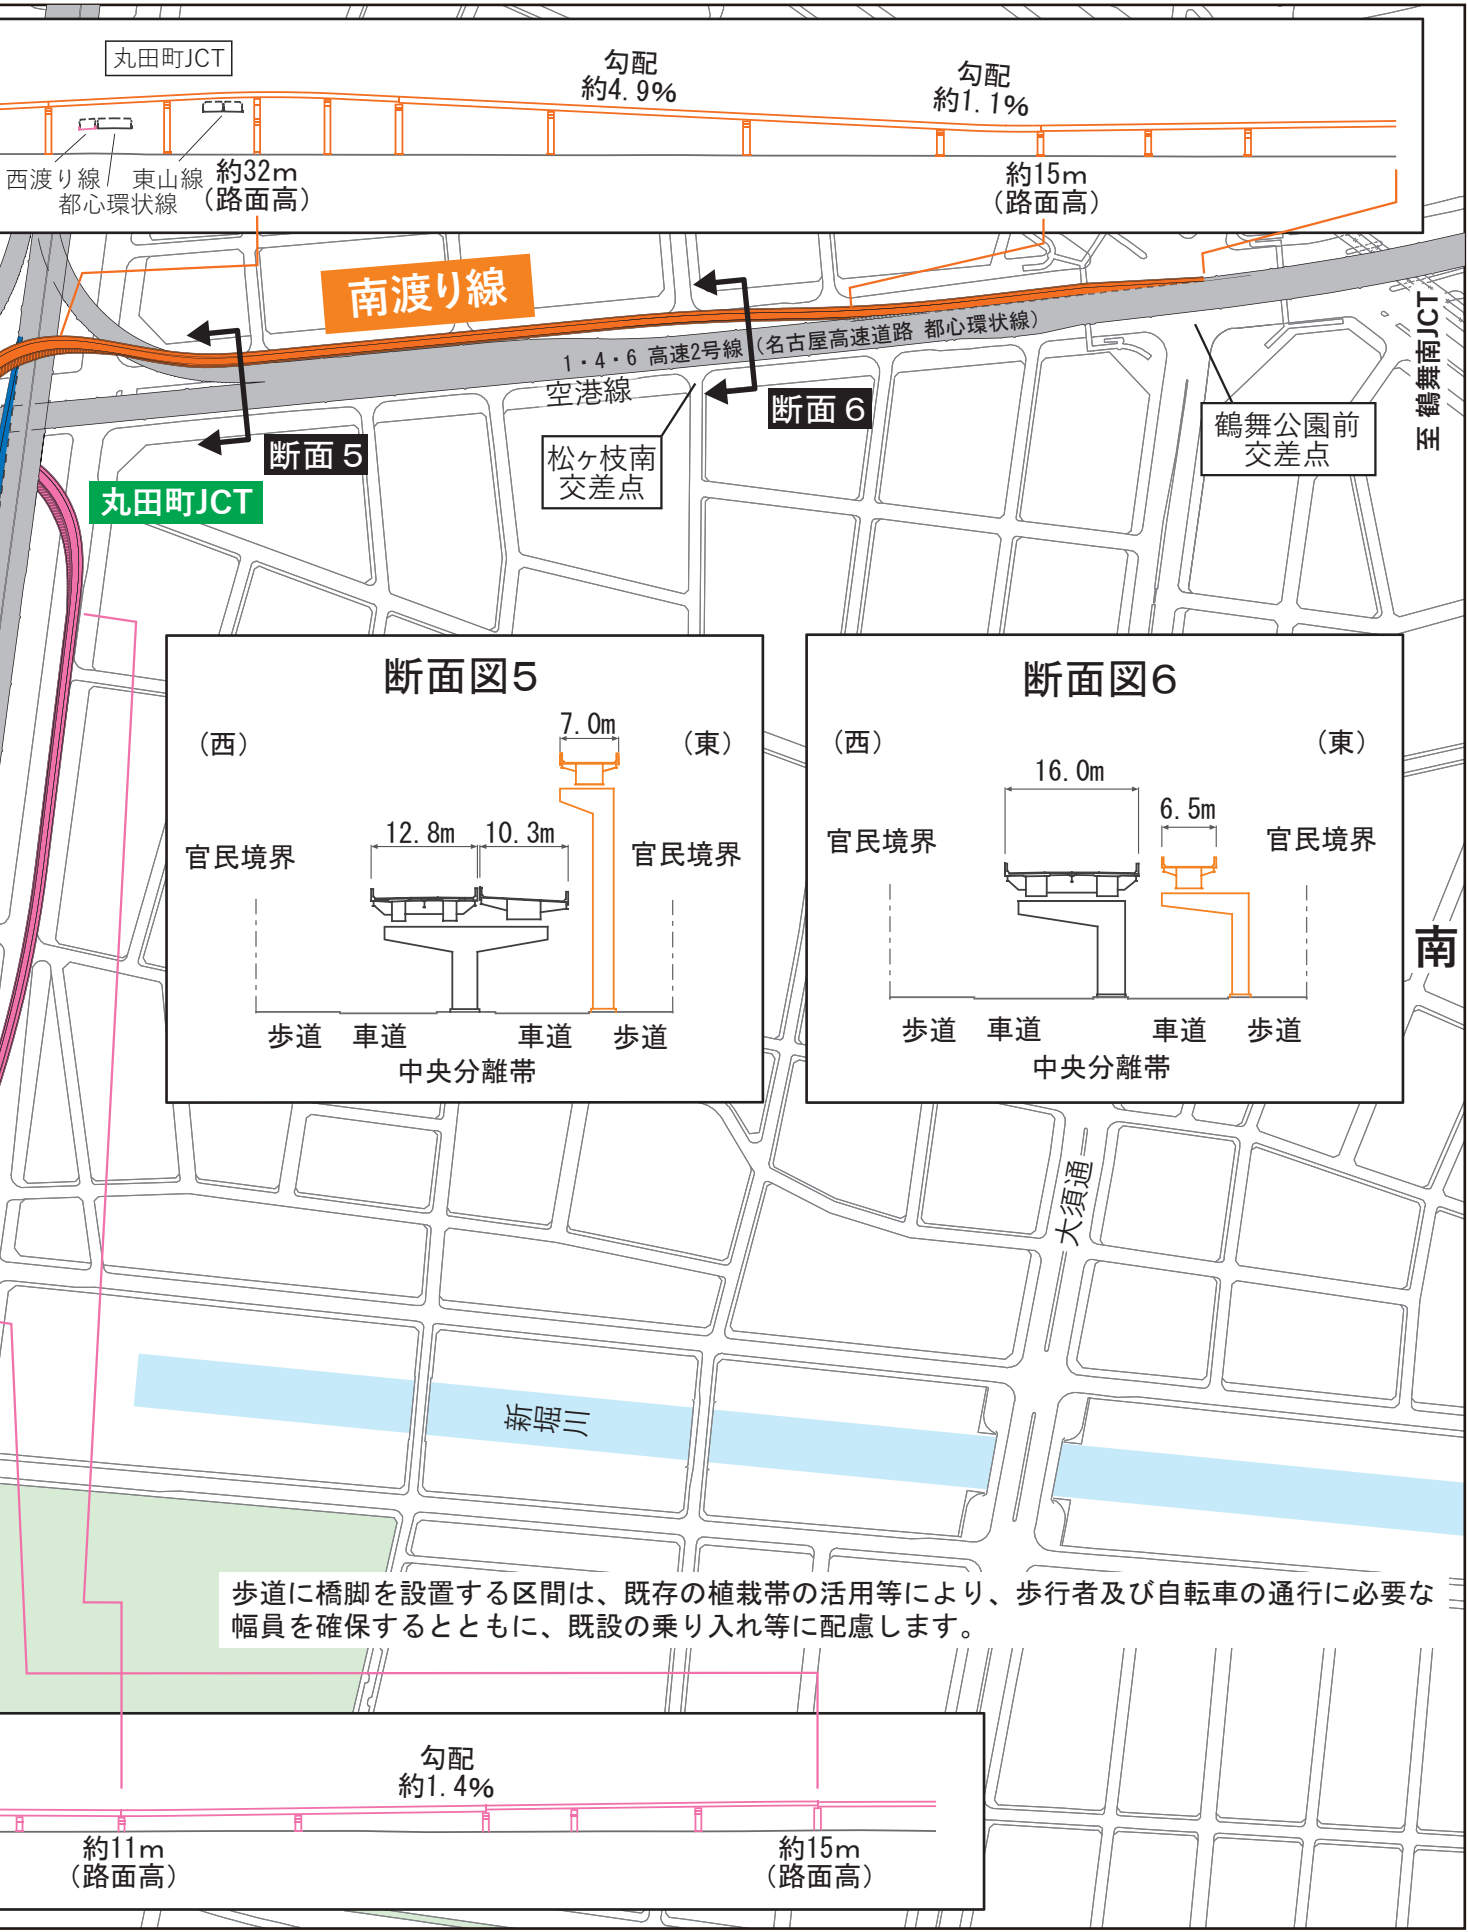 丸田町JCT
勾配
約4.9%
勾配
約1.1%
西渡り線
都心環状線
東山線
約32m
（路面高）
約15m
（路面高）
南渡り線
1・4・6 高速2号線（名古屋高速道路 都心環状線）
空港線
断面５
断面６
丸田町JCT
松ヶ枝南
交差点
鶴舞公園前
交差点
至 鶴舞南JCT
断面図5
（西）
（東）
7.0m
12.8m
10.3m
官民境界
官民境界
歩道
車道
車道
歩道
中央分離帯
断面図6
（西）
（東）
16.0m
6.5m
官民境界
官民境界
歩道
車道
車道
歩道
中央分離帯
南
大須通
新堀川
歩道に橋脚を設置する区間は、既存の植栽帯の活用等により、歩行者及び自転車の通行に必要な
幅員を確保するとともに、既設の乗り入れ等に配慮します。
勾配
約1.4%
約11m
（路面高）
約15m
（路面高）